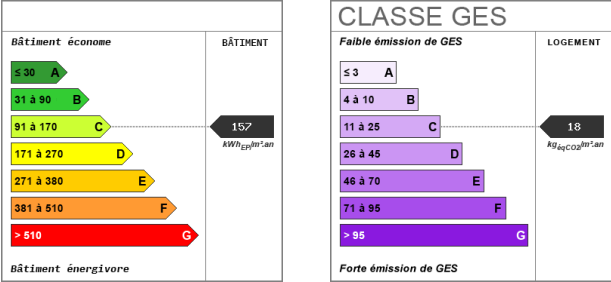 Bâtiment économe
BÂTIMENT
≤ 30 A
31 à 90 B
91 à 170 C
157
kWhEP/m².an
171 à 270 D
271 à 380 E
381 à 510 F
> 510 G
Bâtiment énergivore
CLASSE GES
Faible émission de GES
LOGEMENT
≤ 3 A
4 à 10 B
11 à 25 C
18
kgéqCO2/m².an
26 à 45 D
46 à 70 E
71 à 95 F
> 95 G
Forte émission de GES